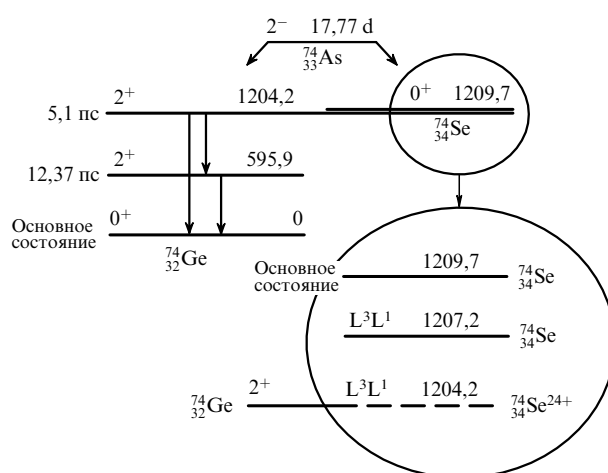 2⁻ 17,77 d
⁷⁴₃₃As
2⁺ 1204,2
0⁺ 1209,7
5,1 пс
⁷⁴₃₄Se
2⁺ 595,9
12,37 пс
Основное
состояние
0⁺ 0
⁷⁴₃₂Ge
Основное
состояние
1209,7
⁷⁴₃₄Se
L³L¹ 1207,2
⁷⁴₃₄Se
⁷⁴₃₂Ge
2⁺
L³L¹ 1204,2
⁷⁴₃₄Se²⁴⁺